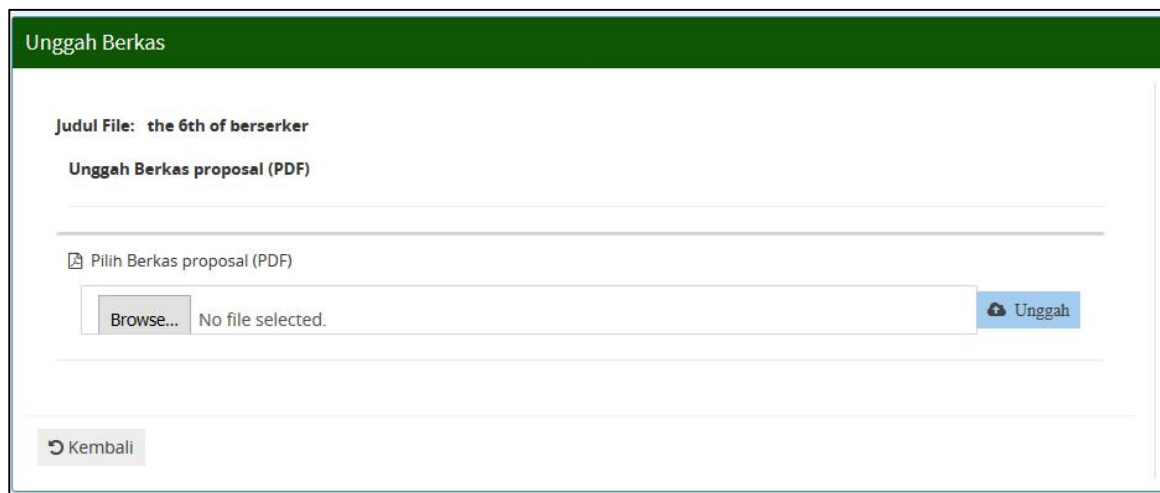 Unggah Berkas
Judul File: the 6th of berserker
Unggah Berkas proposal (PDF)
Pilih Berkas proposal (PDF)
Browse... No file selected.
Unggah
Kembali